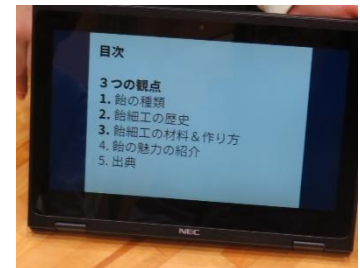 目次
3つの観点
1. 飴の種類
2. 飴細工の歴史
3. 飴細工の材料&作り方
4. 飴の魅力の紹介
5. 出典
NEC